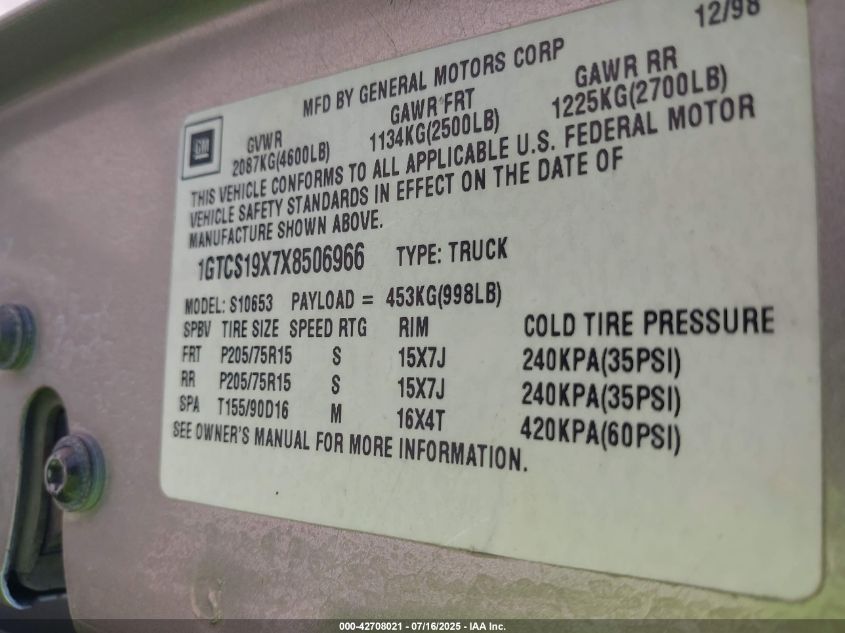 12/98
MFD BY GENERAL MOTORS CORP
GM
GVWR GAWR FRT GAWR RR
2087KG(4600LB) 1134KG(2500LB) 1225KG(2700LB)
THIS VEHICLE CONFORMS TO ALL APPLICABLE U.S. FEDERAL MOTOR
VEHICLE SAFETY STANDARDS IN EFFECT ON THE DATE OF
MANUFACTURE SHOWN ABOVE.
1GTCS19X7X8506966 TYPE: TRUCK
MODEL: S10653 PAYLOAD = 453KG(998LB)
SPBV TIRE SIZE SPEED RTG RIM COLD TIRE PRESSURE
FRT P205/75R15 S 15X7J 240KPA(35PSI)
RR P205/75R15 S 15X7J 240KPA(35PSI)
SPA T155/90D16 M 16X4T 420KPA(60PSI)
SEE OWNER'S MANUAL FOR MORE INFORMATION.
000-42708021 - 07/16/2025 - IAA Inc.